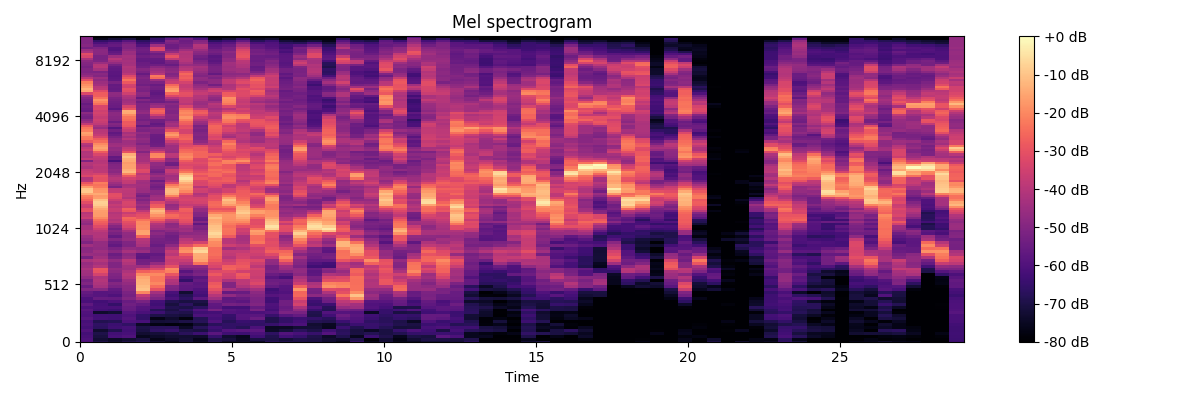 Mel spectrogram
8192
4096
2048
1024
512
0
Hz
0 5 10 15 20 25
Time
+0 dB
-10 dB
-20 dB
-30 dB
-40 dB
-50 dB
-60 dB
-70 dB
-80 dB